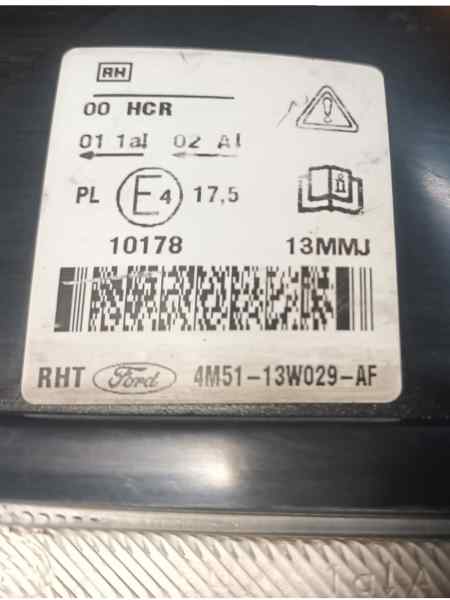 RH
00 HCR
01 1aI 02 AI
PL E4 17,5
10178 13MMJ
RHT Ford 4M51-13W029-AF